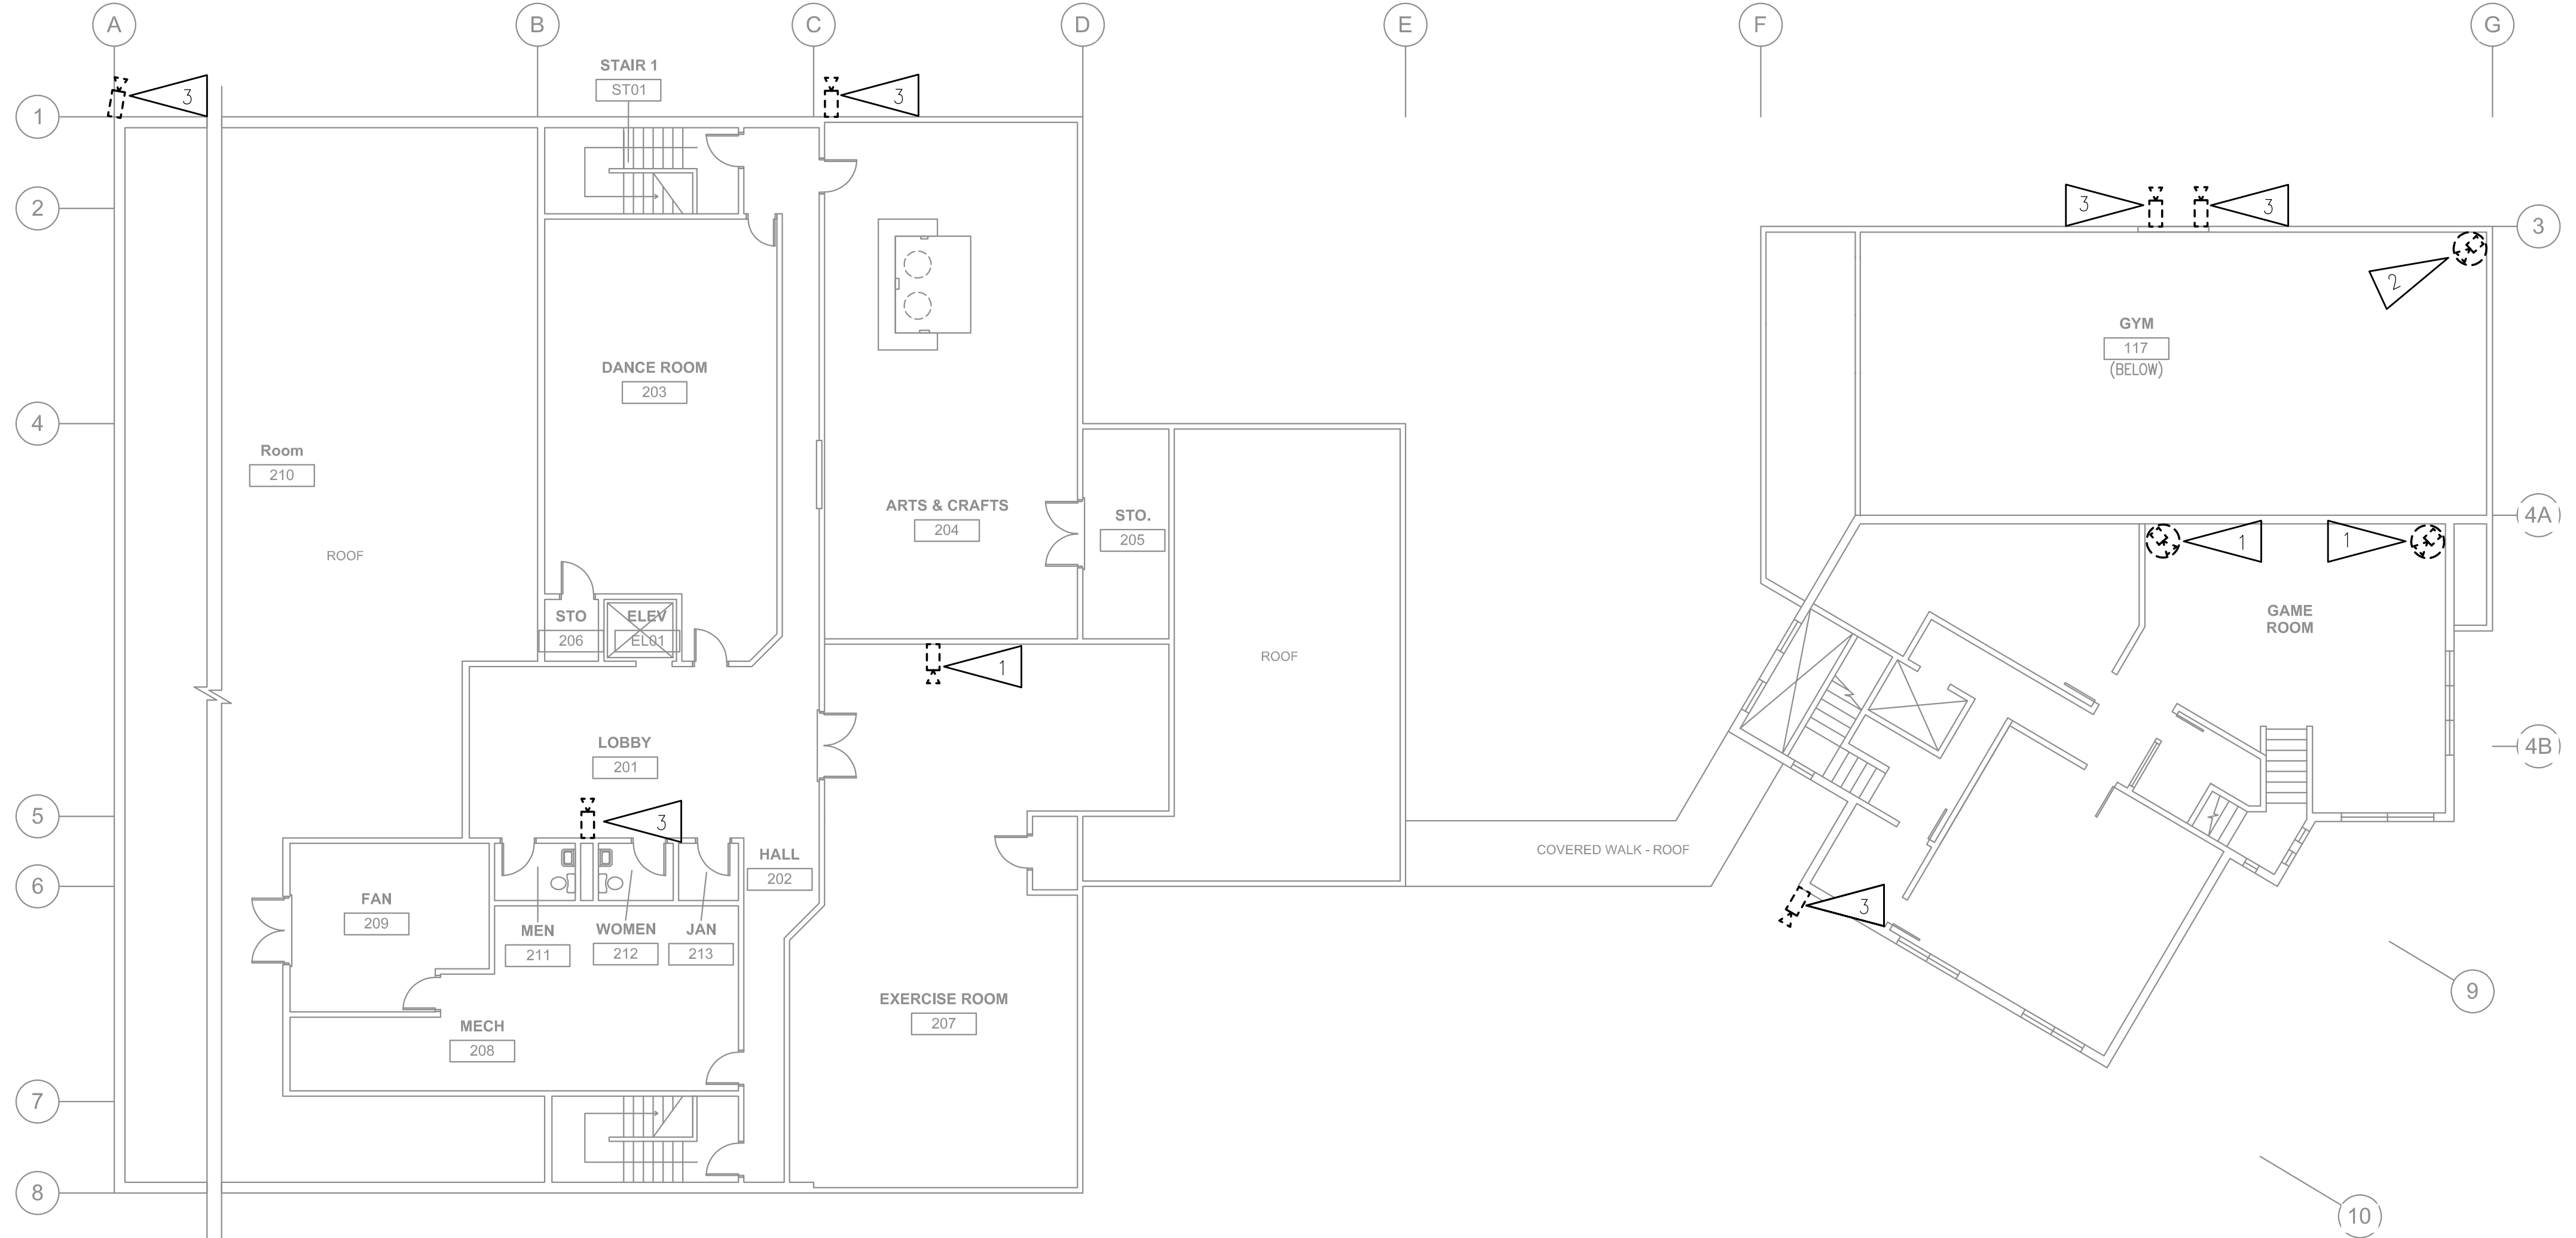 A
B
C
D
E
F
G
STAIR 1
ST01
3
3
1
2
3
3
3
2
GYM
117
(BELOW)
DANCE ROOM
203
4
Room
210
ARTS & CRAFTS
204
STO.
205
4A
ROOF
1
1
STO
206
ELEV
EL01
GAME
ROOM
ROOF
1
LOBBY
201
4B
5
3
HALL
202
COVERED WALK - ROOF
6
FAN
209
3
MEN
211
WOMEN
212
JAN
213
EXERCISE ROOM
207
9
MECH
208
7
8
10